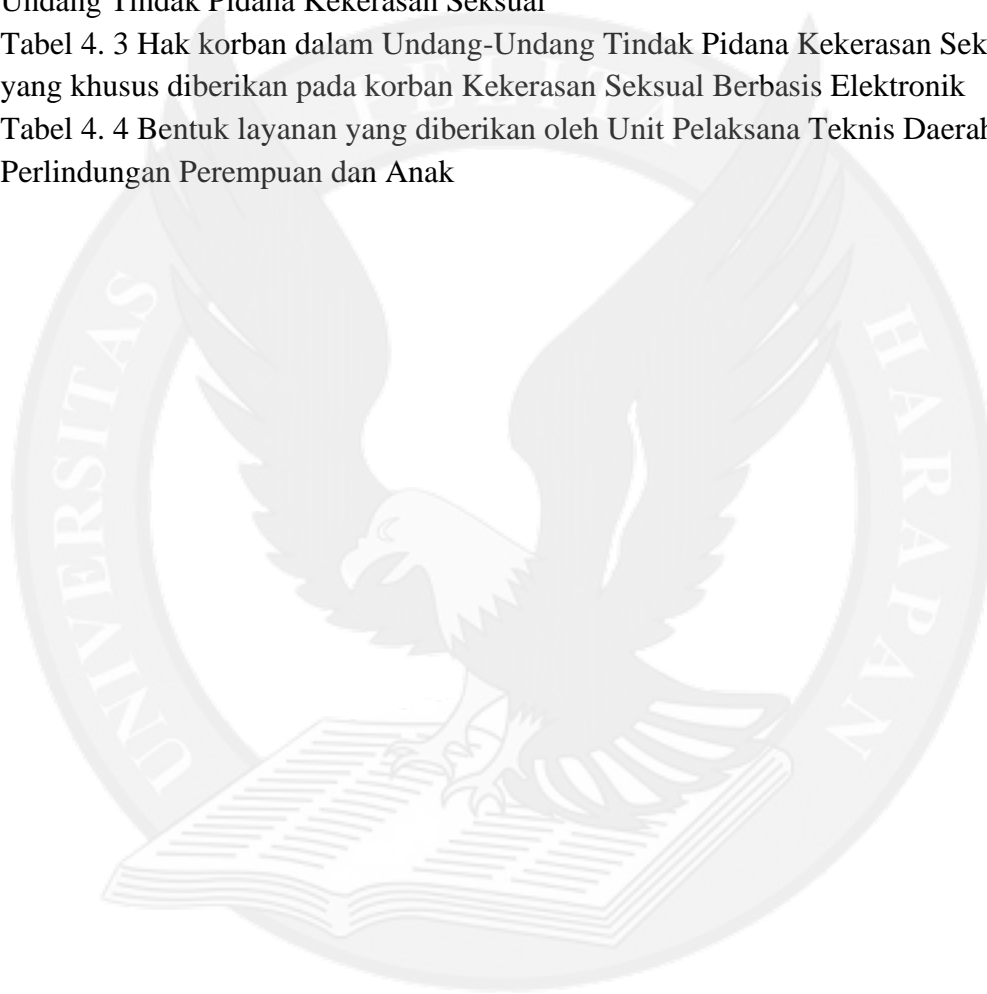 Undang Tindak Pidana Kekerasan Seksual
Tabel 4. 3 Hak korban dalam Undang-Undang Tindak Pidana Kekerasan Sek
yang khusus diberikan pada korban Kekerasan Seksual Berbasis Elektronik
Tabel 4. 4 Bentuk layanan yang diberikan oleh Unit Pelaksana Teknis Daerah
Perlindungan Perempuan dan Anak
UNIVERSITAS PELITA HARAPAN